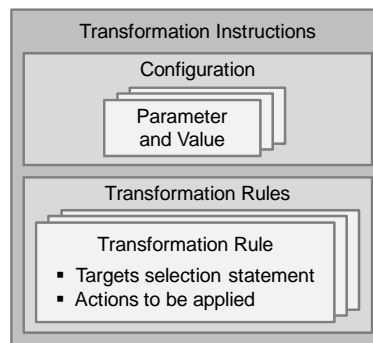 Transformation Instructions
Configuration
Parameter
and Value
Transformation Rules
Transformation Rule
▪ Targets selection statement
▪ Actions to be applied